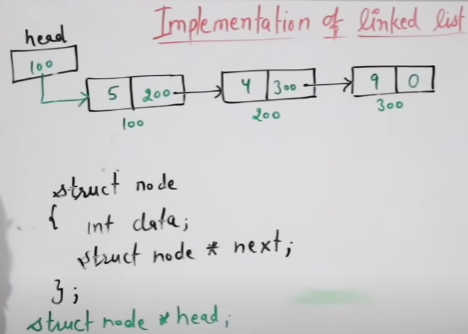 Implementation of linked list
head
100
5 200 4 300 9 0
100 200 300
struct node
{ int data;
struct node * next;
};
struct node * head;